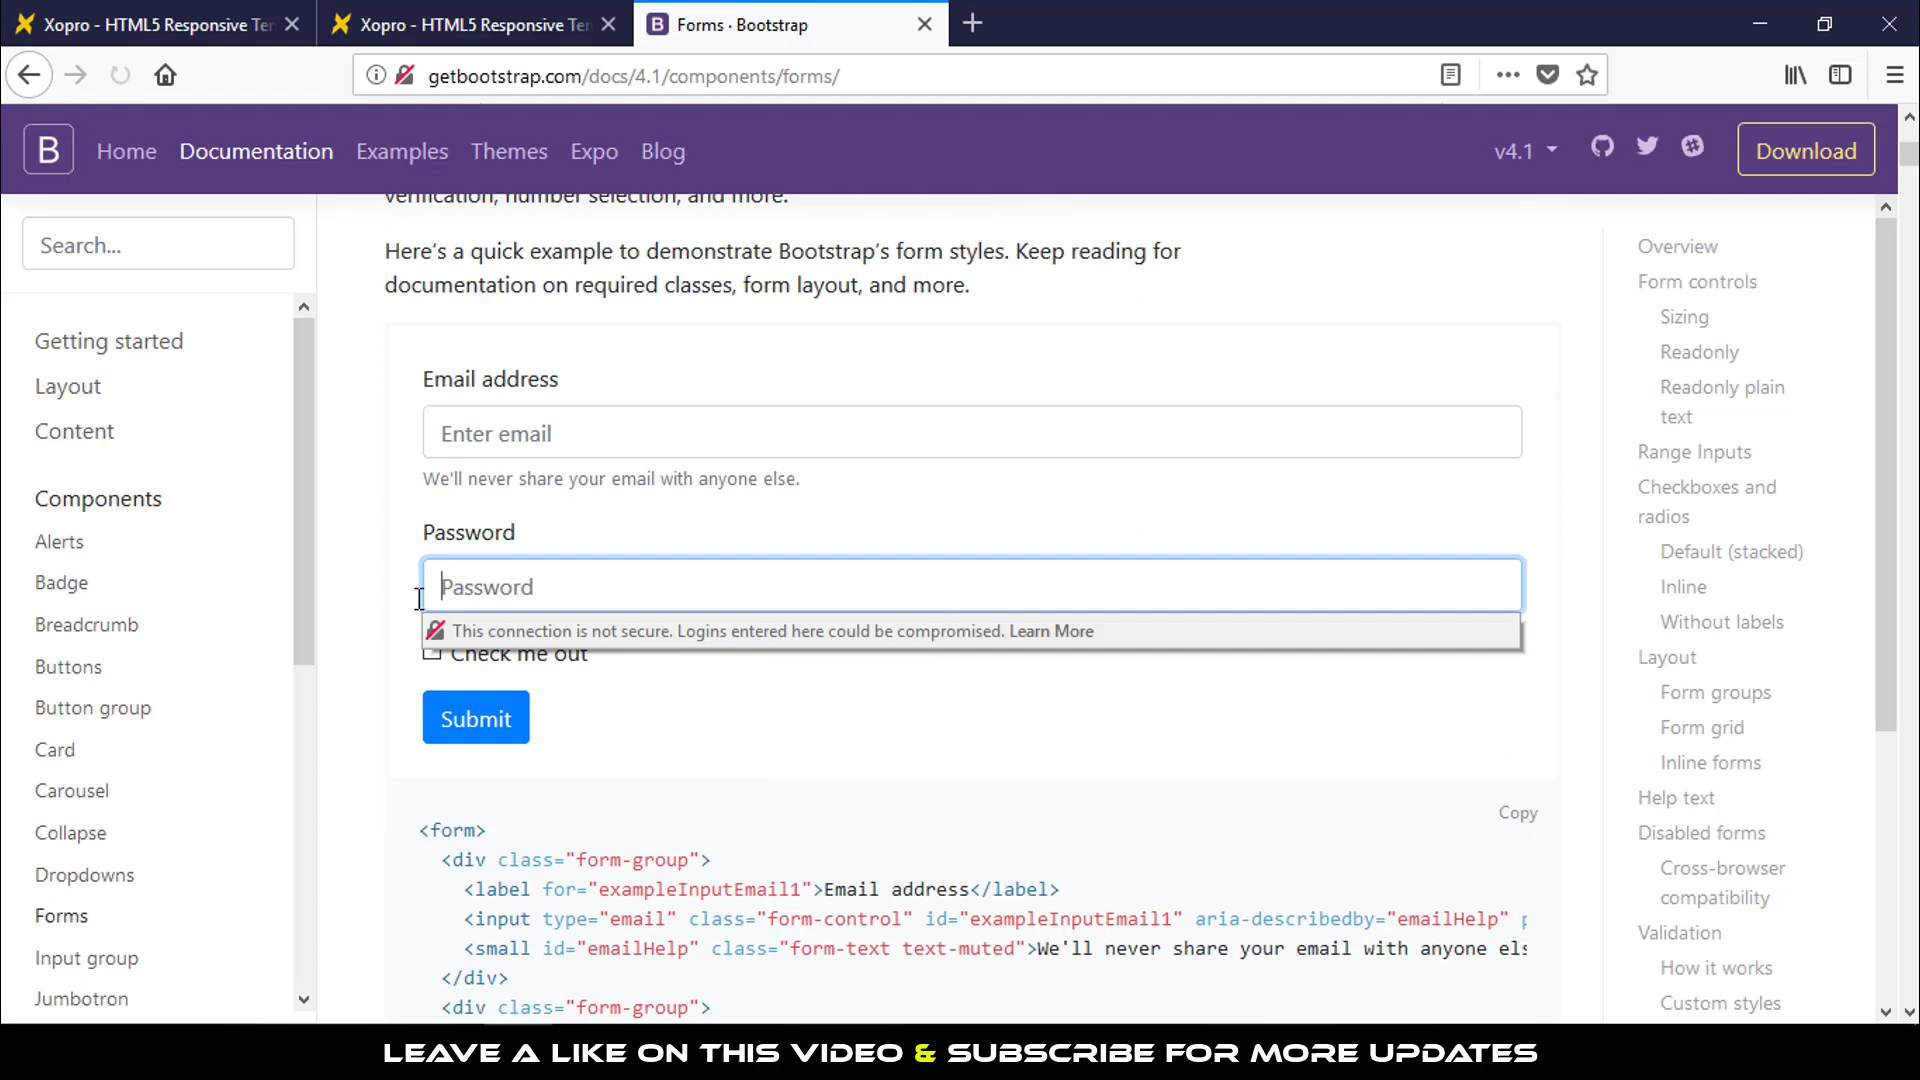 Xopro - HTML5 Responsive Ten
Xopro - HTML5 Responsive Ten
Forms · Bootstrap
getbootstrap.com/docs/4.1/components/forms/
B
Home
Documentation
Examples
Themes
Expo
Blog
v4.1
Download
Search...
Getting started
Layout
Content
Components
Alerts
Badge
Breadcrumb
Buttons
Button group
Card
Carousel
Collapse
Dropdowns
Forms
Input group
Jumbotron
verification, number selection, and more.
Here's a quick example to demonstrate Bootstrap's form styles. Keep reading for
documentation on required classes, form layout, and more.
Email address
Enter email
We'll never share your email with anyone else.
Password
Password
This connection is not secure. Logins entered here could be compromised. Learn More
Check me out
Submit
Copy
<form>
<div class="form-group">
<label for="exampleInputEmail1">Email address</label>
<input type="email" class="form-control" id="exampleInputEmail1" aria-describedby="emailHelp" p
<small id="emailHelp" class="form-text text-muted">We'll never share your email with anyone els
</div>
<div class="form-group">
Overview
Form controls
Sizing
Readonly
Readonly plain
text
Range Inputs
Checkboxes and
radios
Default (stacked)
Inline
Without labels
Layout
Form groups
Form grid
Inline forms
Help text
Disabled forms
Cross-browser
compatibility
Validation
How it works
Custom styles
LEAVE A LIKE ON THIS VIDEO & SUBSCRIBE FOR MORE UPDATES